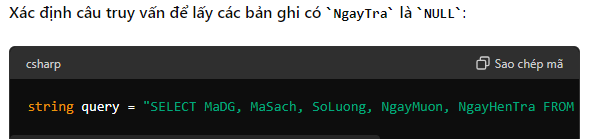 Xác định câu truy vấn để lấy các bản ghi có `NgayTra` là `NULL`:
csharp Sao chép mã
string query = "SELECT MaDG, MaSach, SoLuong, NgayMuon, NgayHenTra FROM